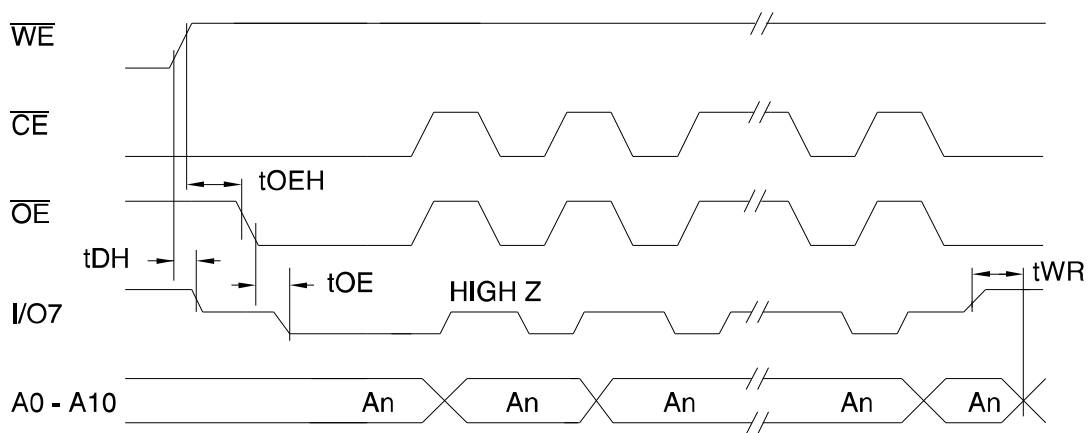 WE
CE
tOEH
OE
tDH
tOE
tWR
HIGH Z
I/O7
A0 - A10 An An An An An